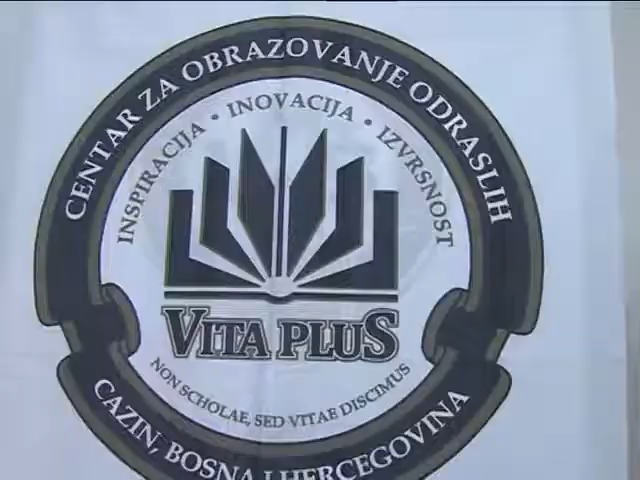 CENTAR ZA OBRAZOVANJE ODRASLIH
INSPIRACIJA • INOVACIJA • IZVRSNOST
VITA PLUS
NON SCHOLAE, SED VITAE DISCIMUS
CAZIN, BOSNA I HERCEGOVINA